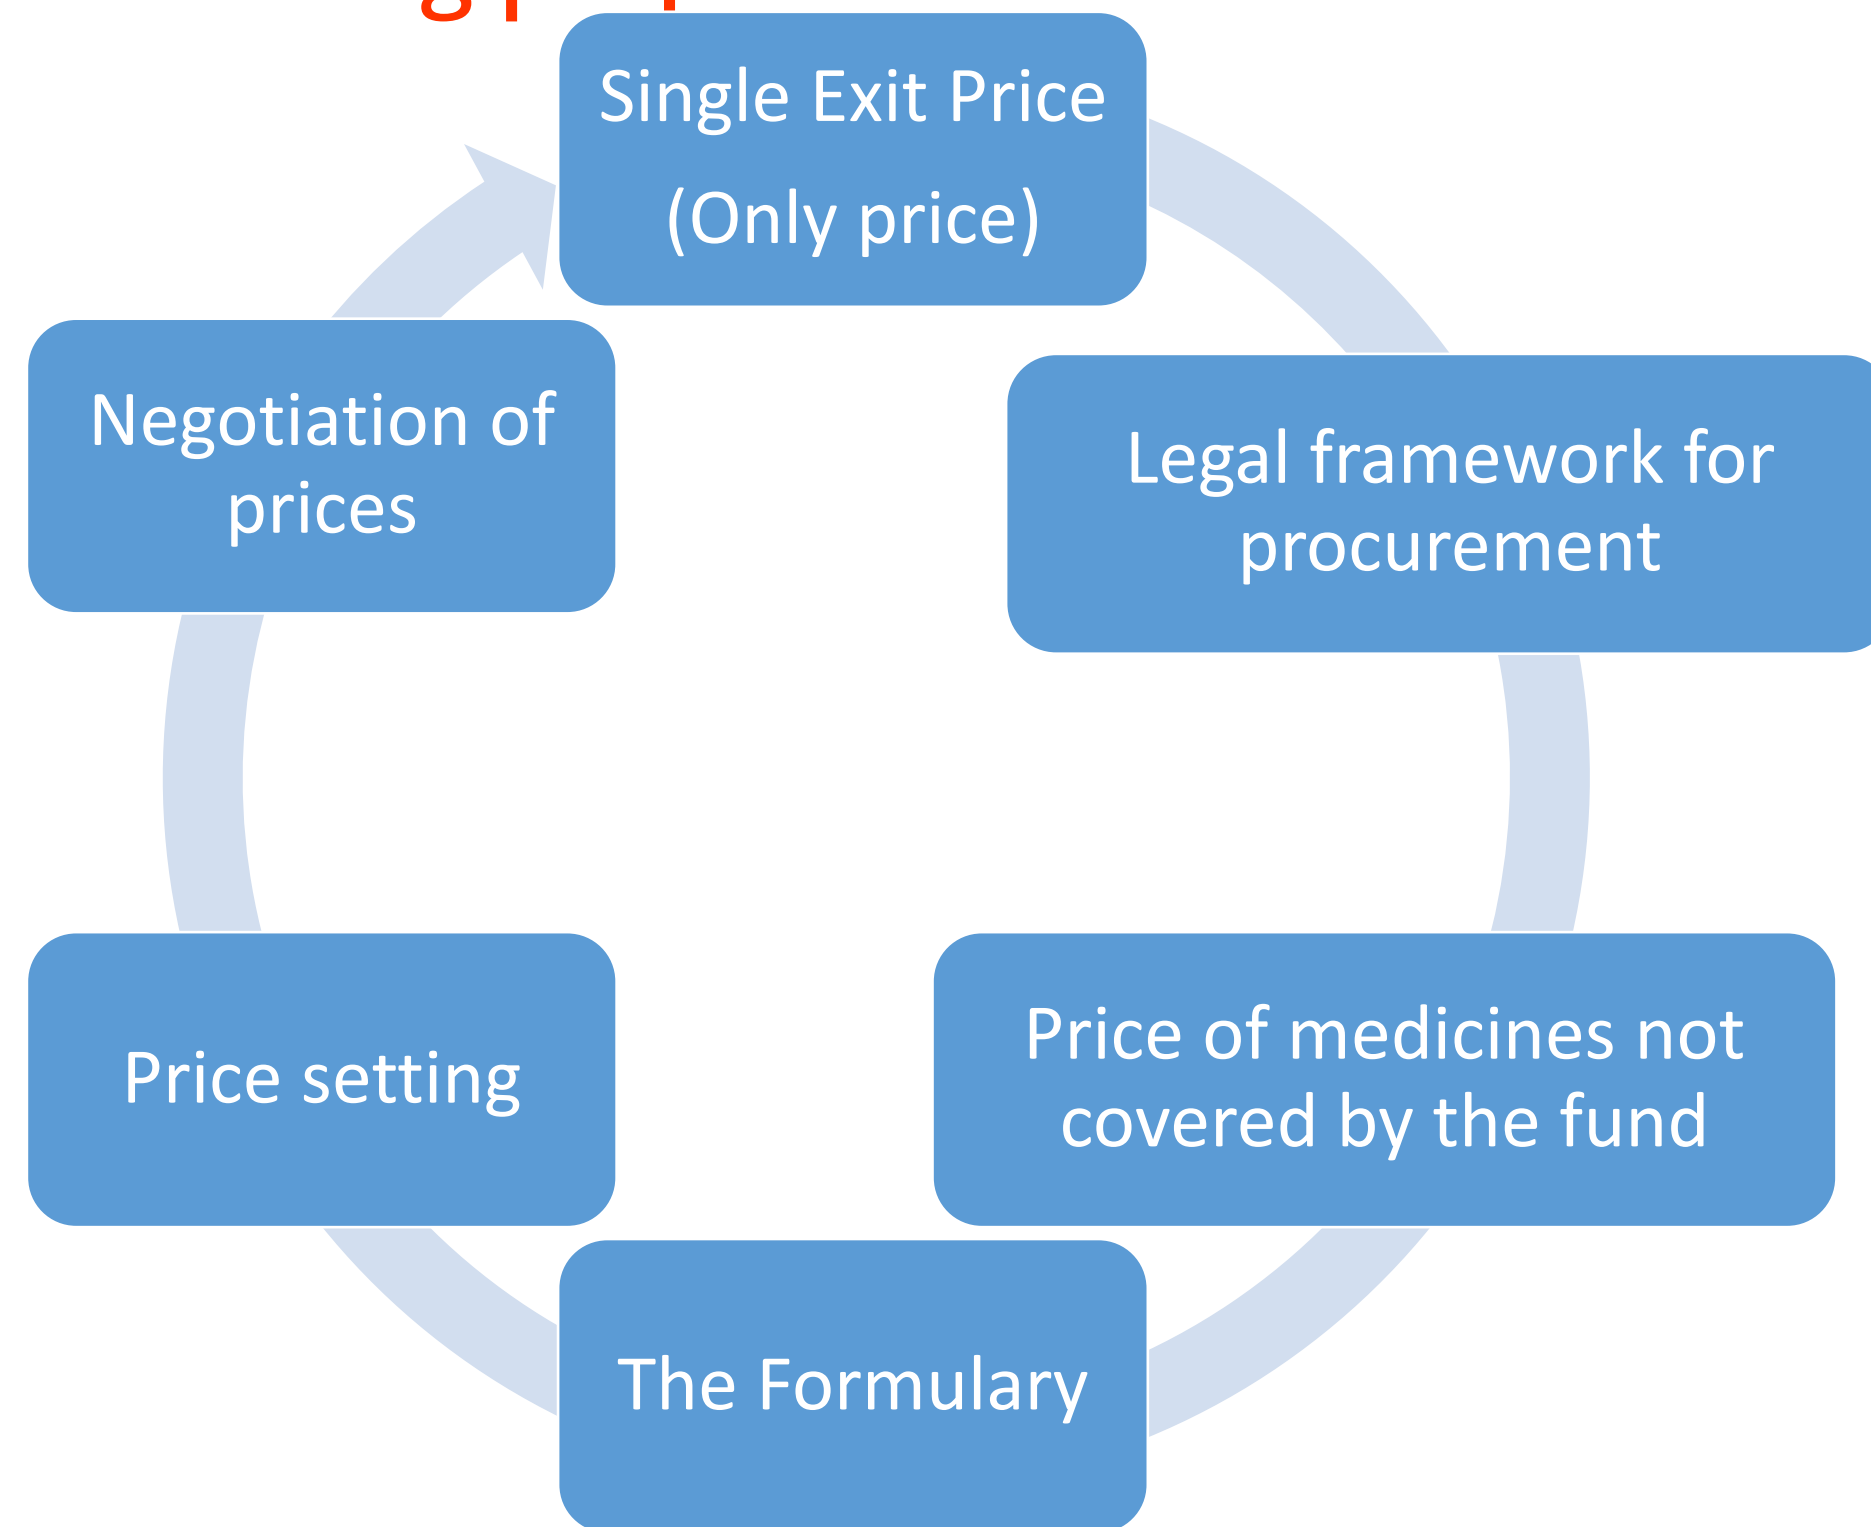 Single Exit Price
(Only price)
Legal framework for
procurement
Price of medicines not
covered by the fund
The Formulary
Price setting
Negotiation of
prices